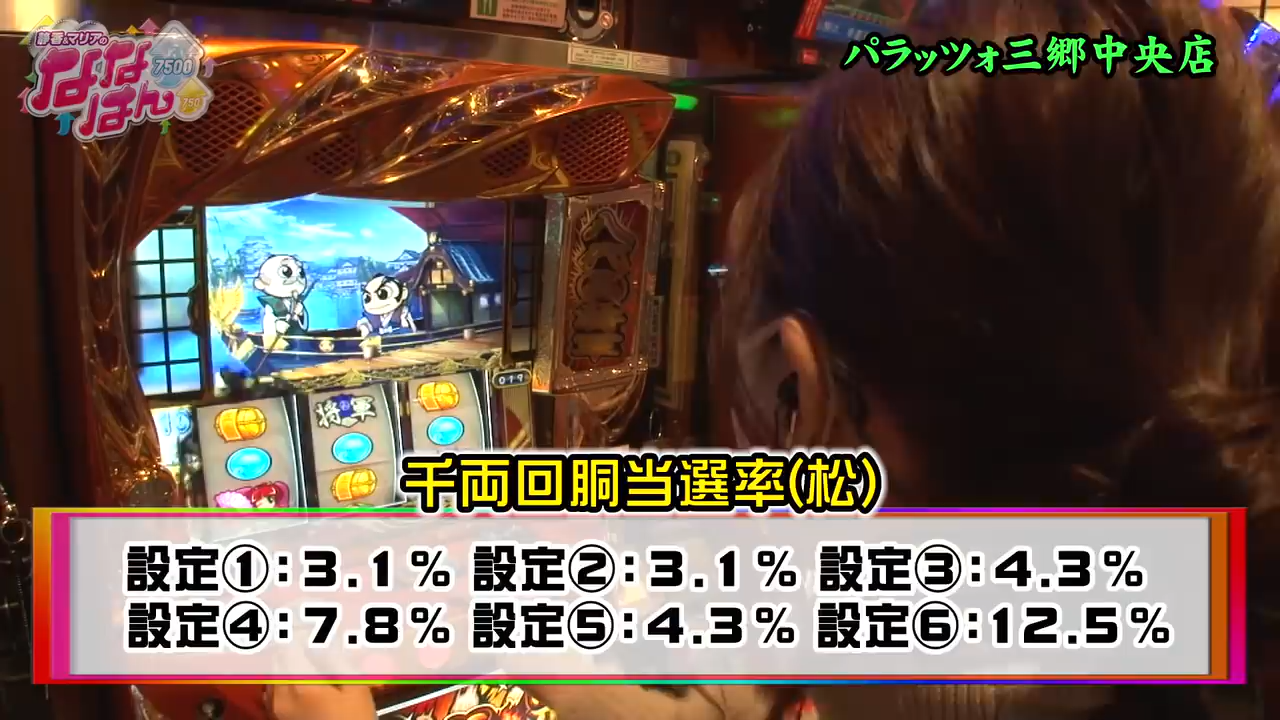 静香&マリアの
ななはん
7500
750
パラッツォ三郷中央店
将軍
019
千両回胴当選率(松)
設定①:3.1% 設定②:3.1% 設定③:4.3%
設定④:7.8% 設定⑤:4.3% 設定⑥:12.5%